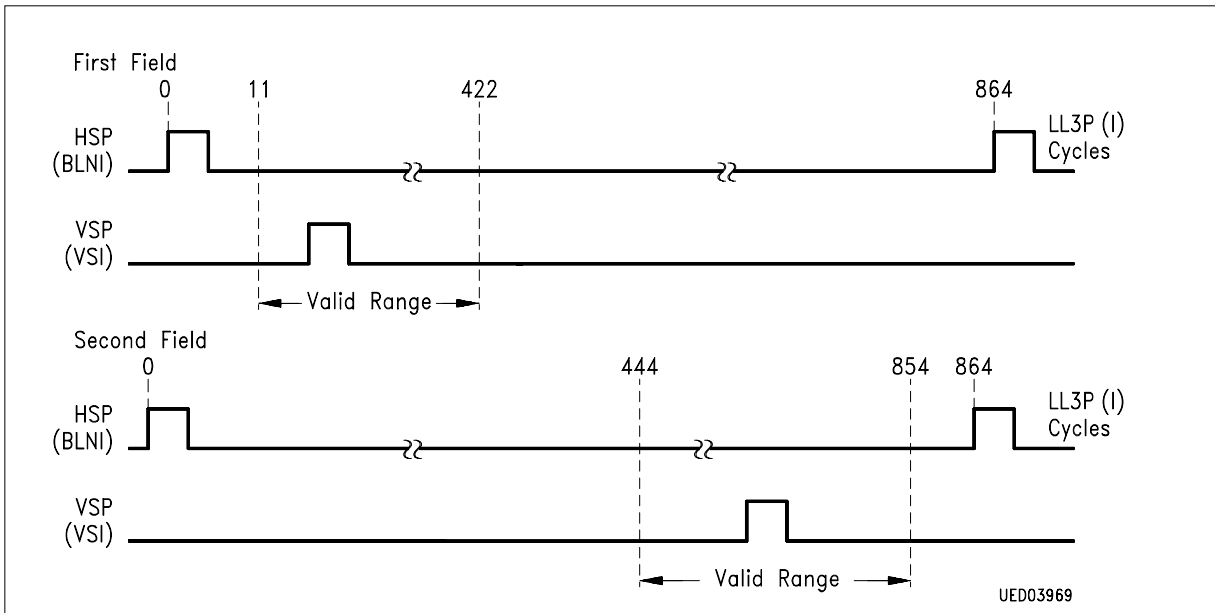 First Field
0 11 422 864
HSP
(BLNI)
LL3P (I)
Cycles
VSP
(VSI)
Valid Range
Second Field
0 444 854 864
HSP
(BLNI)
LL3P (I)
Cycles
VSP
(VSI)
Valid Range
UED03969